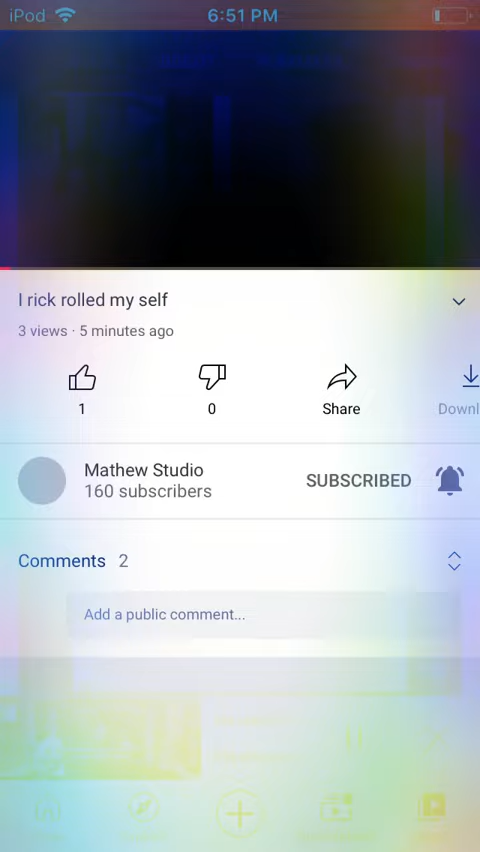 iPod 6:51 PM
I rick rolled my self
3 views · 5 minutes ago
1 0 Share Downl
Mathew Studio
160 subscribers
SUBSCRIBED
Comments 2
Add a public comment...